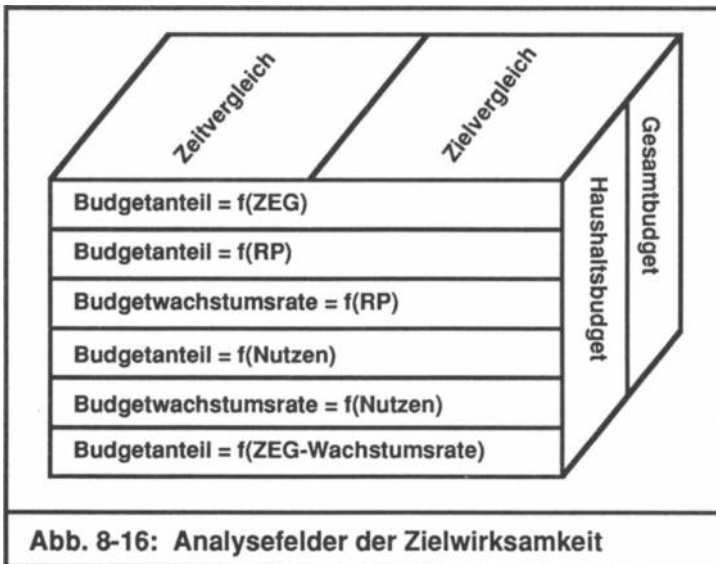 Zeitvergleich
Zielvergleich
Budgetanteil = f(ZEG)
Budgetanteil = f(RP)
Budgetwachstumsrate = f(RP)
Budgetanteil = f(Nutzen)
Budgetwachstumsrate = f(Nutzen)
Budgetanteil = f(ZEG-Wachstumsrate)
Haushaltsbudget
Gesamtbudget
Abb. 8-16: Analysefelder der Zielwirksamkeit